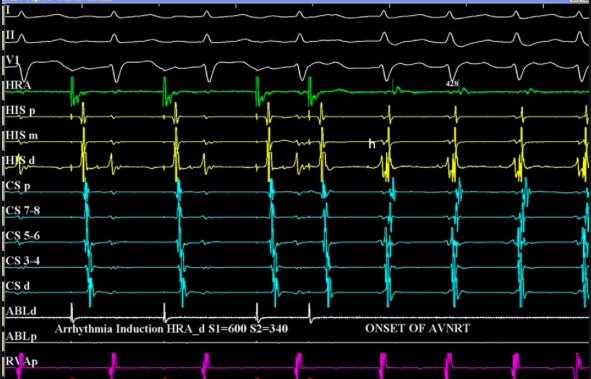 I
II
V1
HRA
428
HIS p
HIS m
h
HIS d
CS p
CS 7-8
CS 5-6
CS 3-4
CS d
ABLd
Arrhythmia Induction HRA_d S1=600 S2=340 ONSET OF AVNRT
ABLp
RVAp